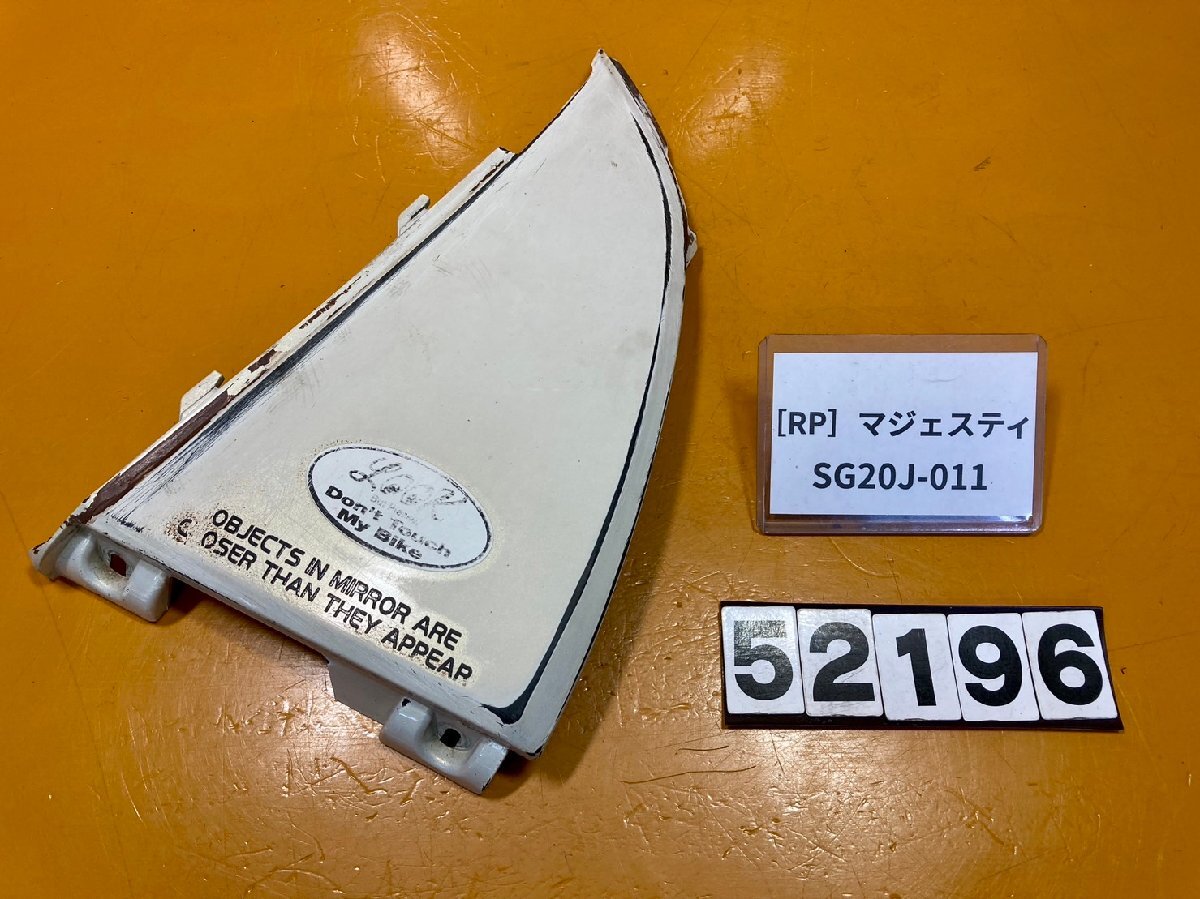 Look
Don't Touch
My Bike
OBJECTS IN MIRROR ARE
C OSER THAN THEY APPEAR
[RP] マジェスティ
SG20J-011
52196